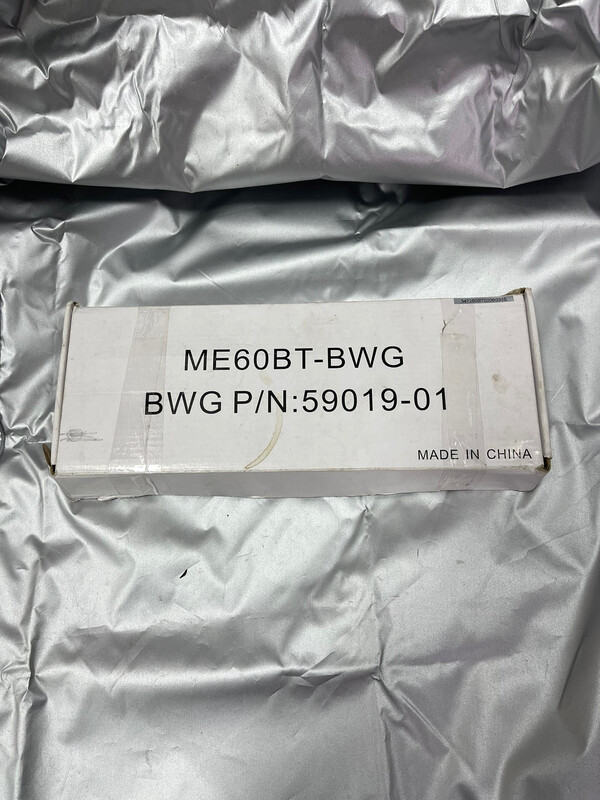 ME60BT-BWG
BWG P/N:59019-01
MADE IN CHINA